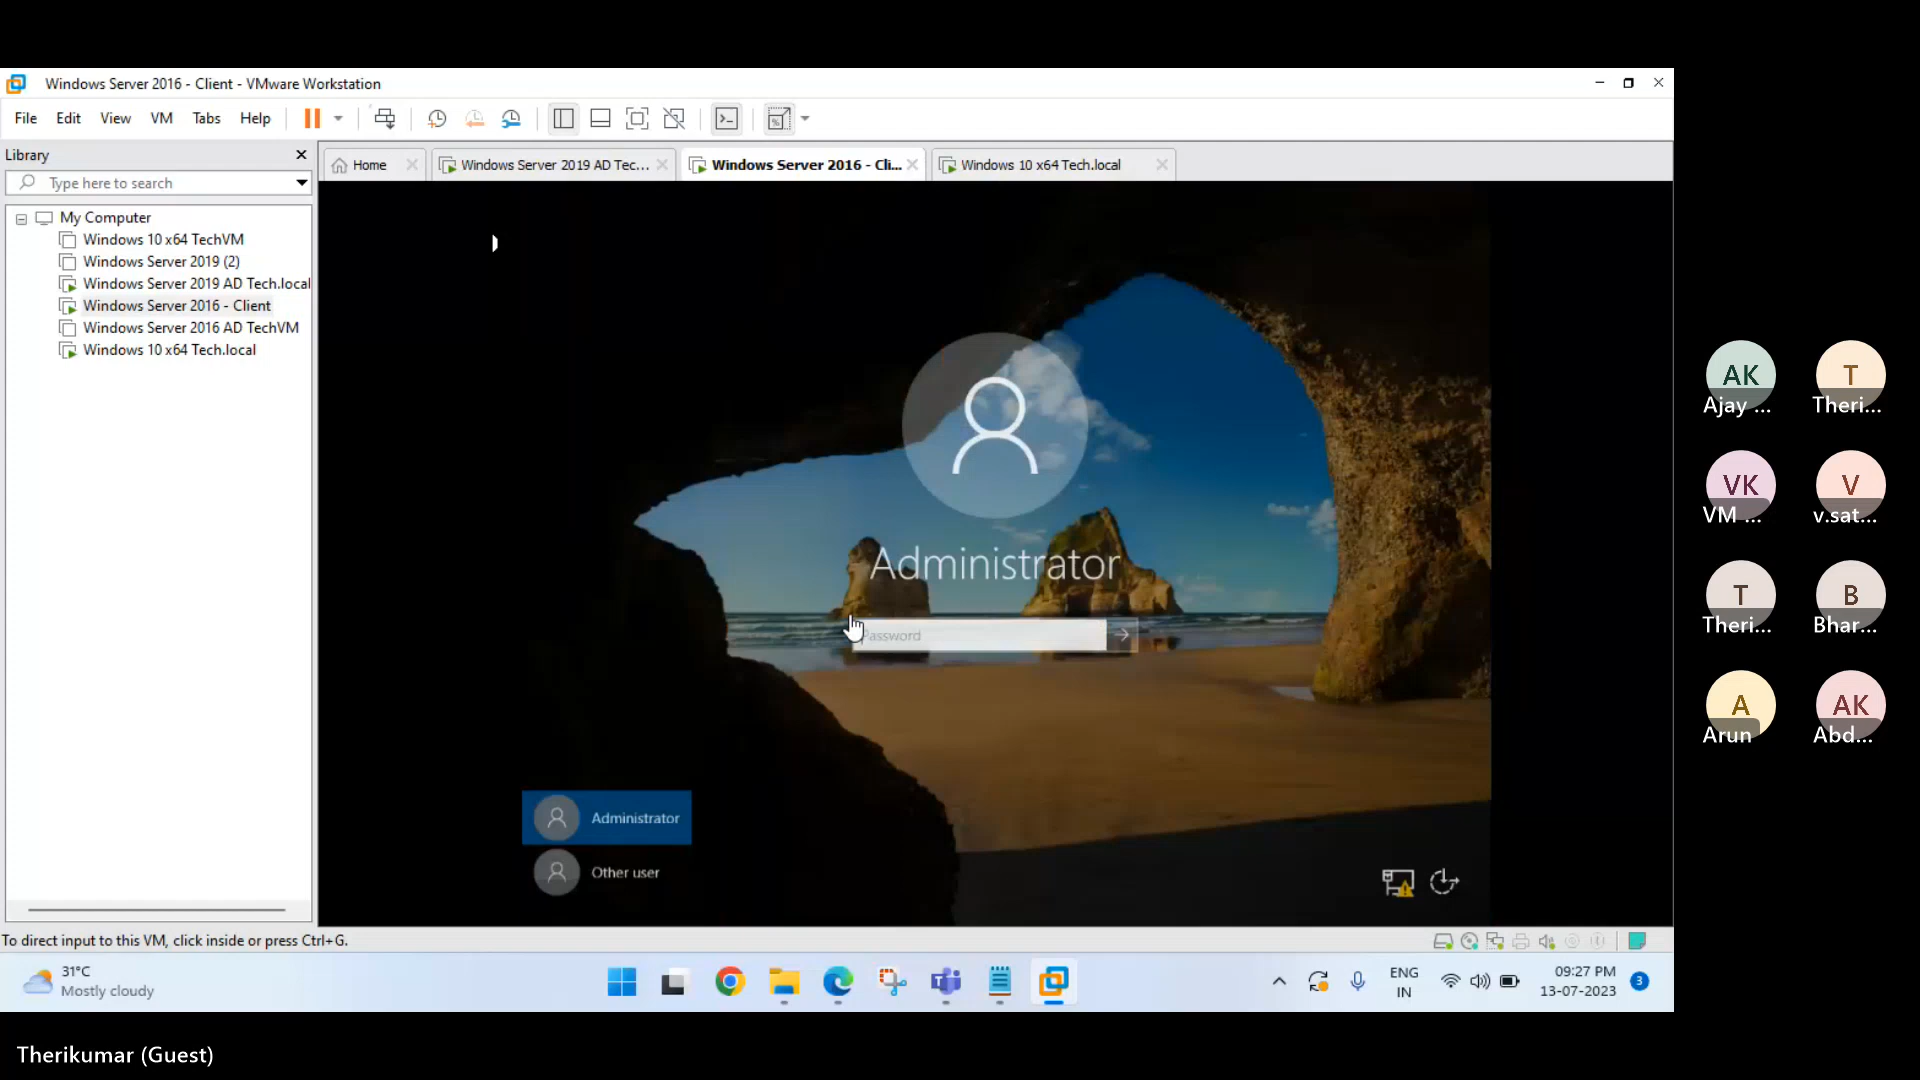 Windows Server 2016 - Client - VMware Workstation
File Edit View VM Tabs Help
Library
Type here to search
My Computer
Windows 10 x64 TechVM
Windows Server 2019 (2)
Windows Server 2019 AD Tech.local
Windows Server 2016 - Client
Windows Server 2016 AD TechVM
Windows 10 x64 Tech.local
Home
Windows Server 2019 AD Tec...
Windows Server 2016 - Cli...
Windows 10 x64 Tech.local
Administrator
Password
Administrator
Other user
To direct input to this VM, click inside or press Ctrl+G.
31°C
Mostly cloudy
ENG
IN
09:27 PM
13-07-2023
3
AK
Ajay ...
T
Theri...
VK
VM ...
V
v.sat...
T
Theri...
B
Bhar...
A
Arun
AK
Abd...
Therikumar (Guest)